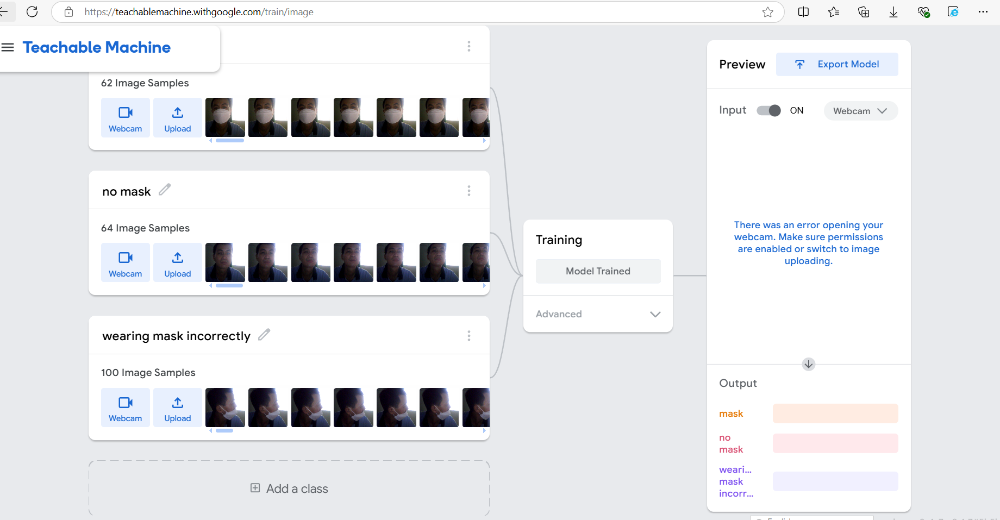 https://teachablemachine.withgoogle.com/train/image
Teachable Machine
62 Image Samples
Webcam
Upload
no mask
64 Image Samples
Webcam
Upload
wearing mask incorrectly
100 Image Samples
Webcam
Upload
Add a class
Training
Model Trained
Advanced
Preview
Export Model
Input
ON
Webcam
There was an error opening your
webcam. Make sure permissions
are enabled or switch to image
uploading.
Output
mask
no
mask
weari...
mask
incorr...